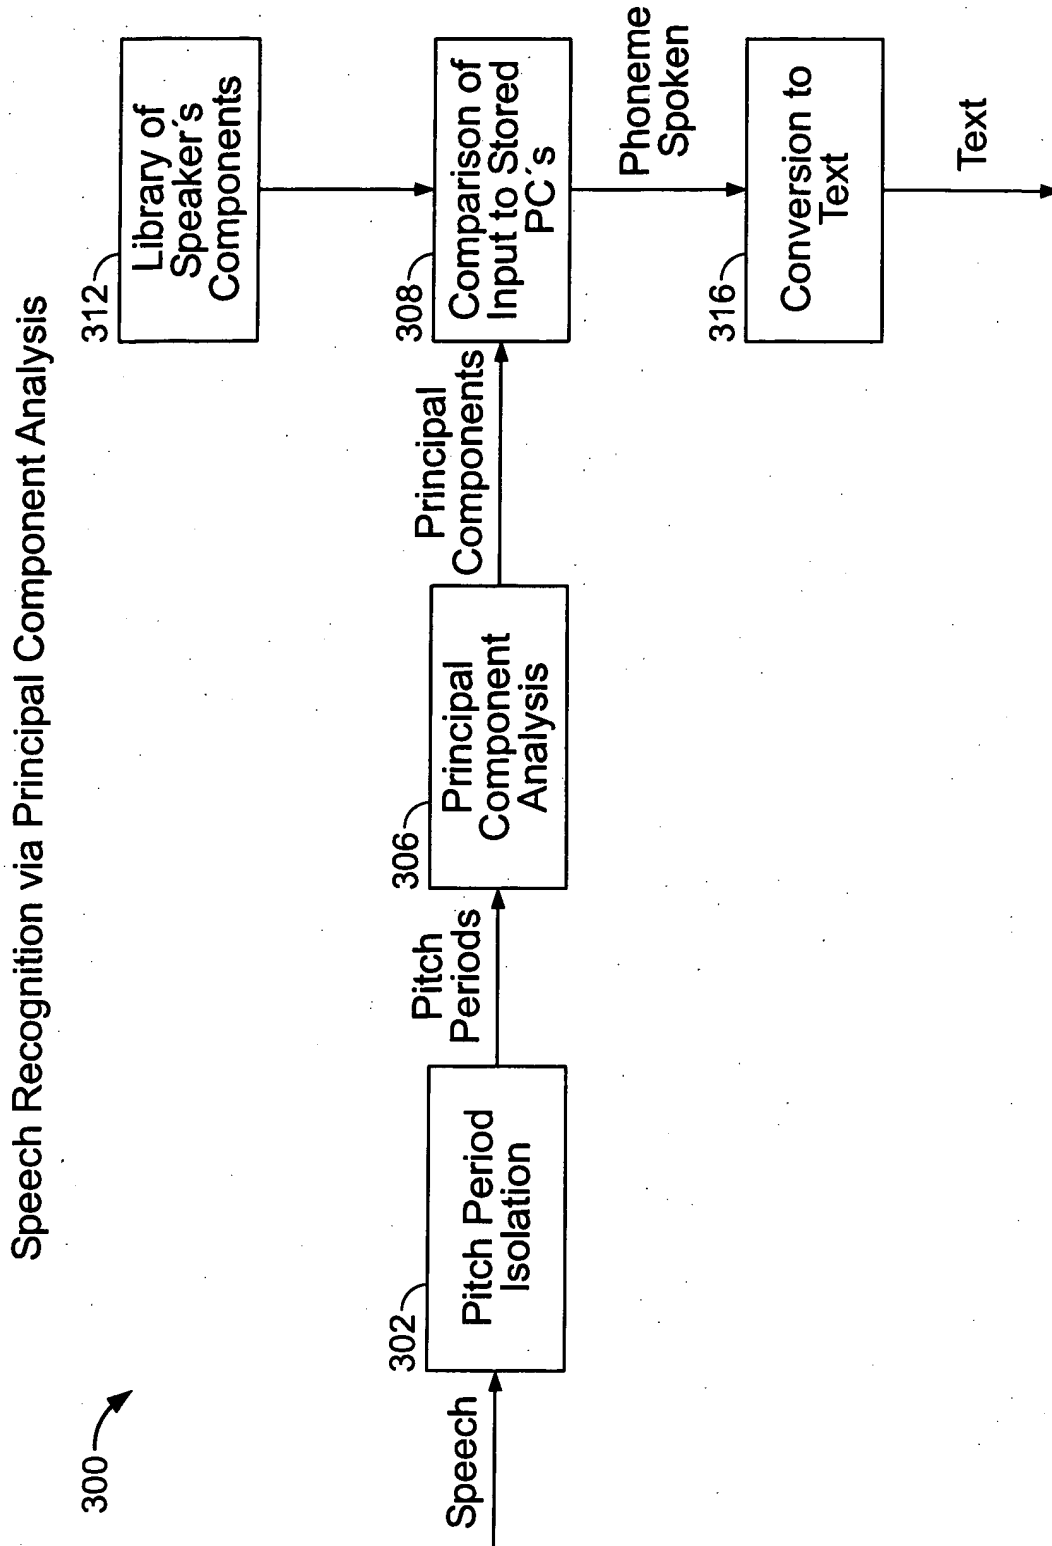 Speech Recognition via Principal Component Analysis
300
Speech
302
Pitch Period
Isolation
Pitch
Periods
306
Principal
Component
Analysis
Principal
Components
312
Library of
Speaker´s
Components
308
Comparison of
Input to Stored
PC´s
Phoneme
Spoken
316
Conversion to
Text
Text